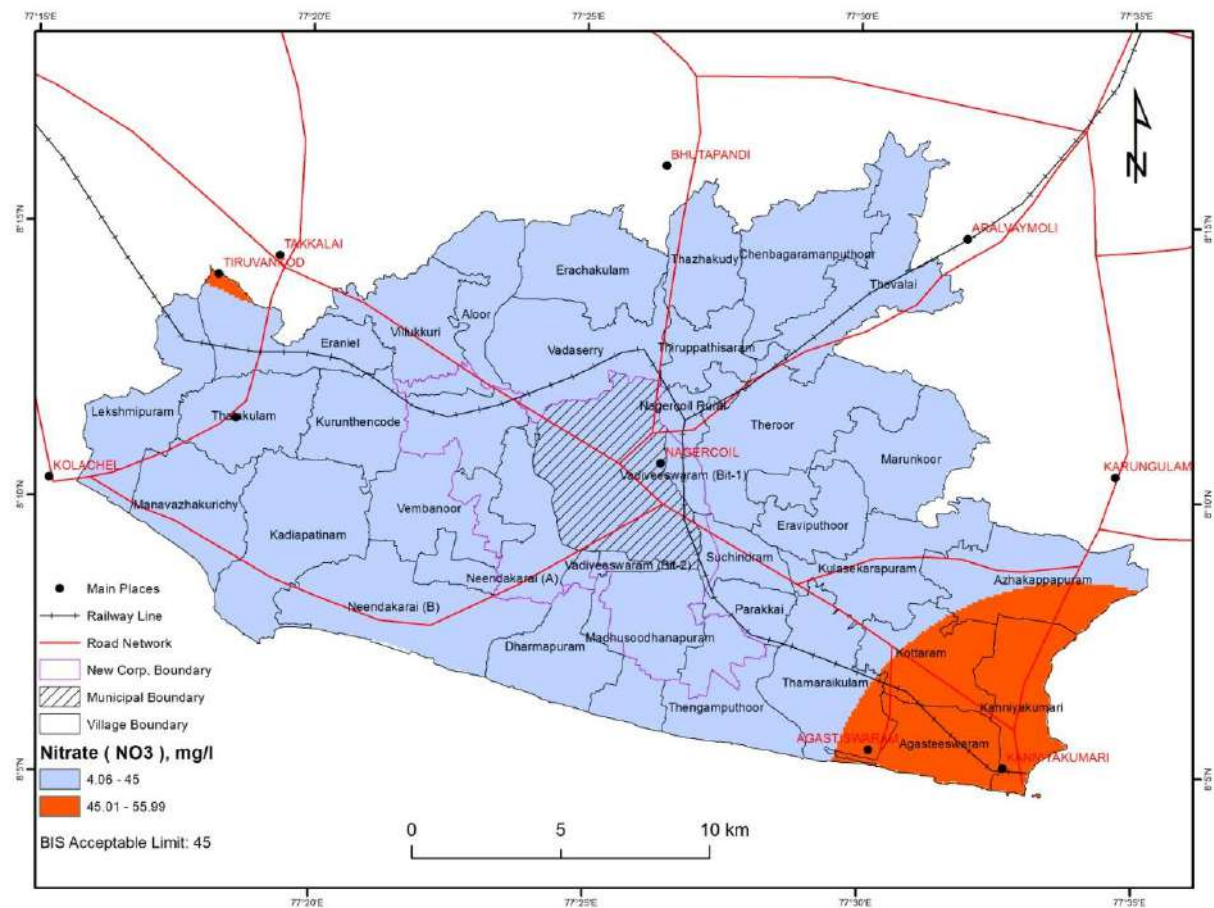 77°15'E 77°20'E 77°25'E 77°30'E 77°35'E
BHUTAPANDI
N
8°15'N
8°15'N
ARALVAYMOLI
TAKKALAI
TIRUVANKOD
Erachakulam
Thazhakudy
Chenbagaramanputhoor
Thovalai
Aloor
Villukkuri
Eraniel
Vadaserry
Thiruppathisaram
Lekshmipuram
Thalakulam
Kurunthencode
Nagercoil Rural
Theroor
Marunkoor
KOLACHEL
NAGERCOIL
Vadiveeswaram (Bit-1)
KARUNGULAM
8°10'N
8°10'N
Manavazhakurichy
Vembanoor
Kadiapatinam
Eraviputhoor
Suchindram
Vadiveeswaram (Bit-2)
Kulasekarapuram
Azhakappapuram
Neendakarai (A)
Neendakarai (B)
Parakkai
Madhusoodhanapuram
Dharmapuram
Kottaram
Thamaraikulam
Thengamputhoor
Kanniyakumari
AGASTISWARAM
Agasteeswaram
KANNIYAKUMARI
8°5'N
8°5'N
Main Places
Railway Line
Road Network
New Corp. Boundary
Municipal Boundary
Village Boundary
Nitrate ( NO3 ), mg/l
4.06 - 45
45.01 - 55.99
BIS Acceptable Limit: 45
0 5 10 km
77°20'E 77°25'E 77°30'E 77°35'E